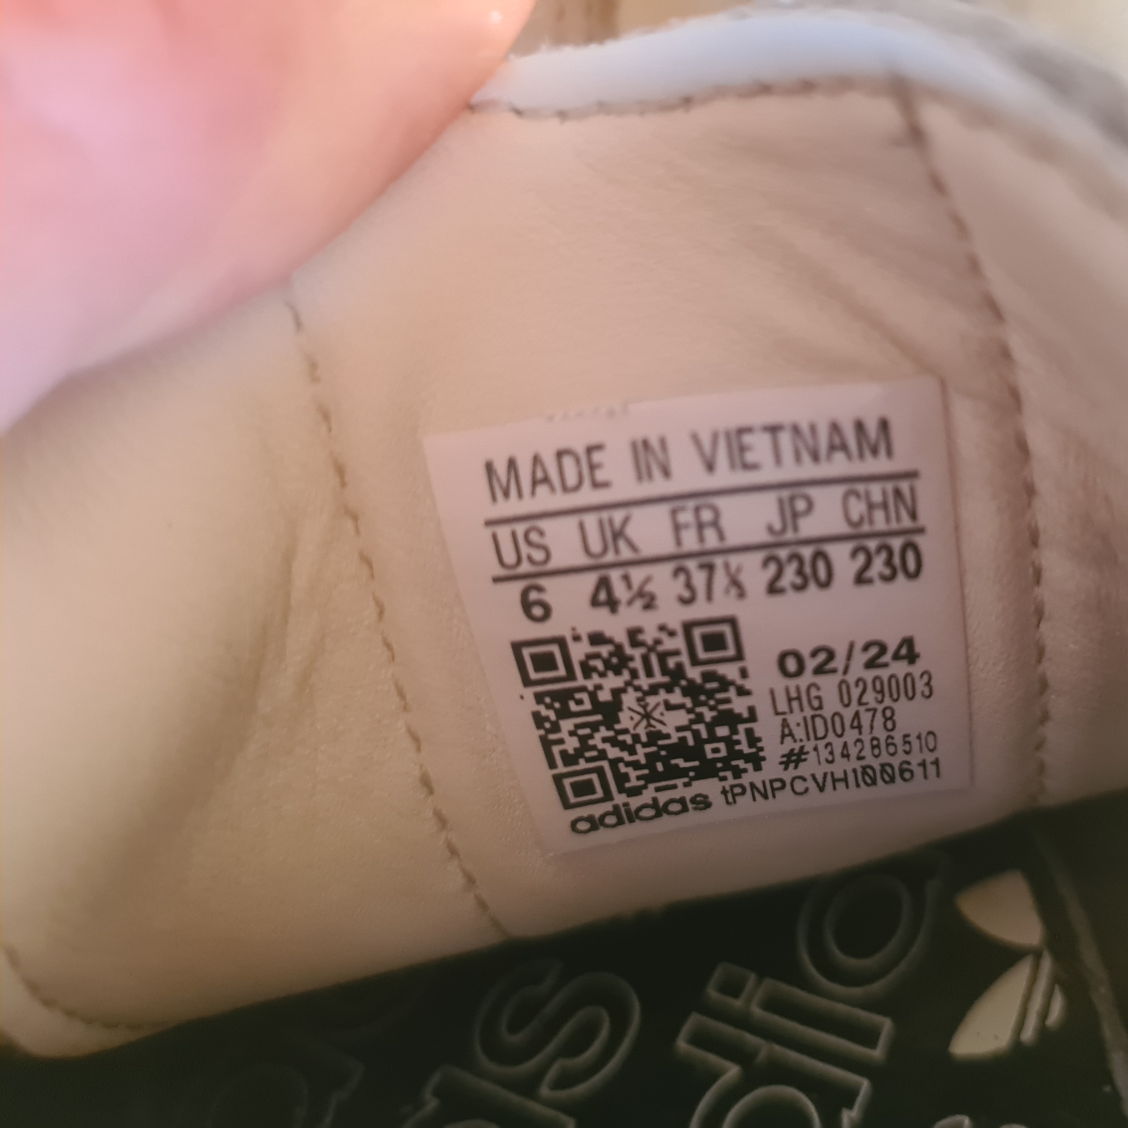 MADE IN VIETNAM
US UK FR JP CHN
6 4½ 37⅓ 230 230
02/24
LHG 029003
A:ID0478
#134286510
adidas tPNPCVHI00611